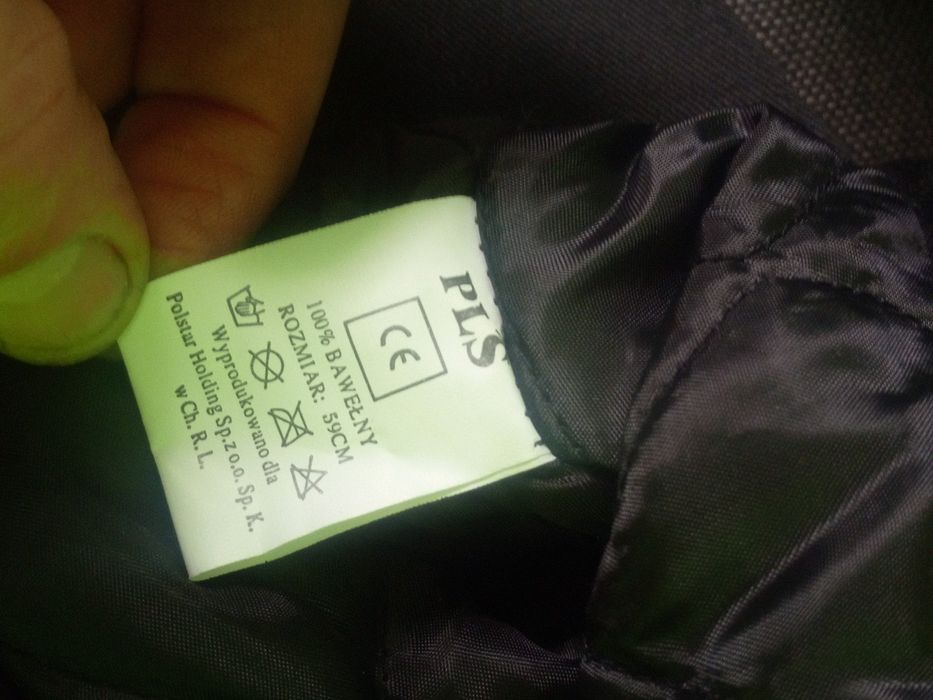 PLS
CE
100% BAWEŁNY
ROZMIAR: 59CM
Wyprodukowano dla
Polstar Holding Sp.z o.o. Sp. K.
w Ch. R. L.